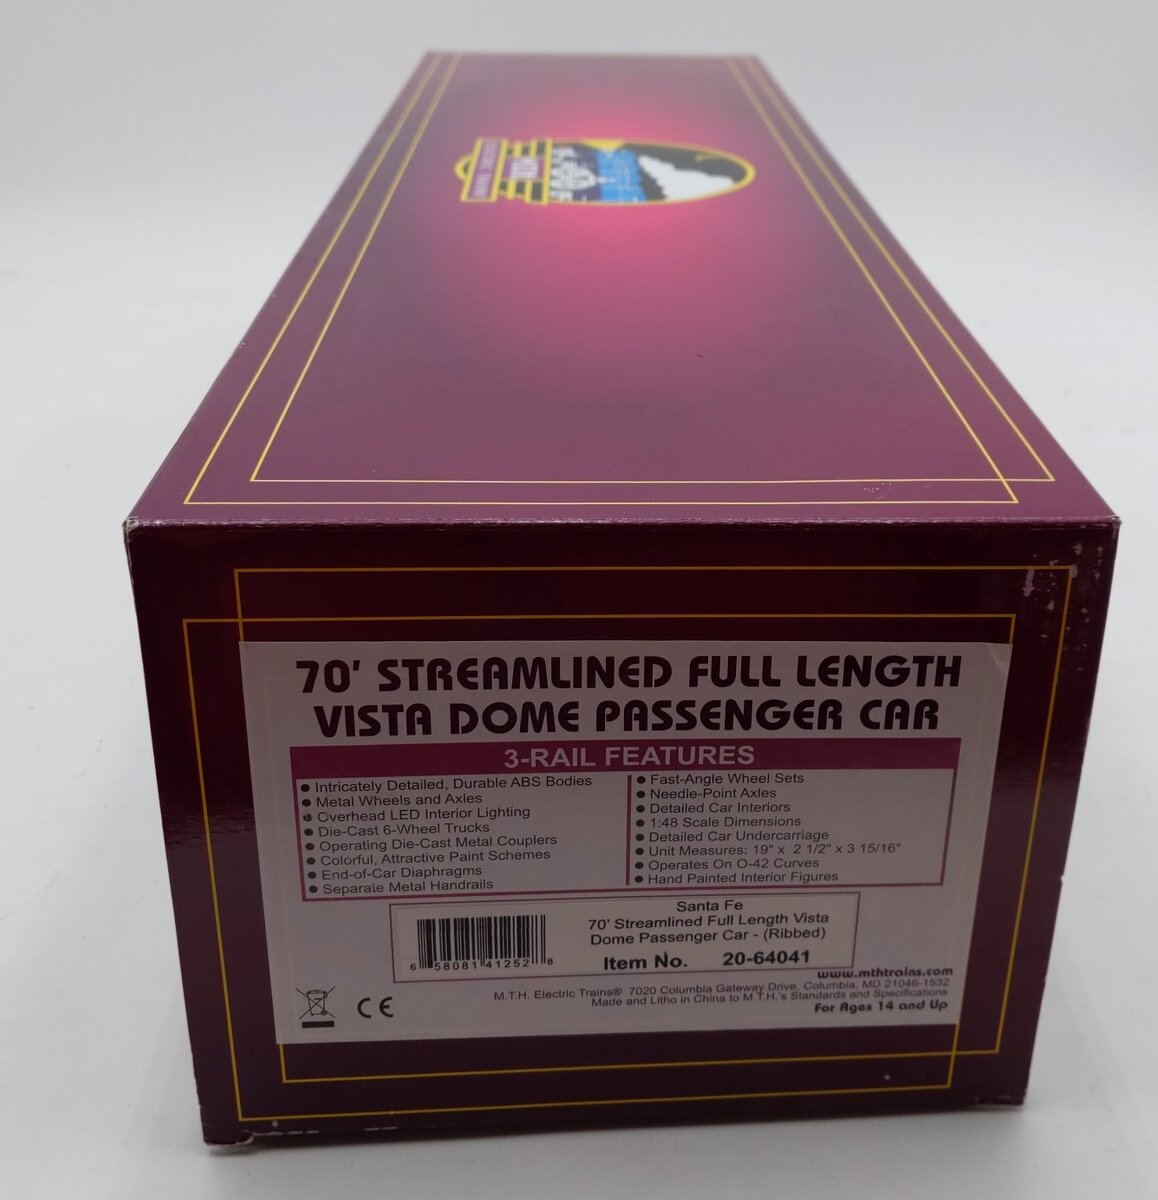 70' STREAMLINED FULL LENGTH
VISTA DOME PASSENGER CAR
3-RAIL FEATURES
● Intricately Detailed, Durable ABS Bodies
● Metal Wheels and Axles
● Overhead LED Interior Lighting
● Die-Cast 6-Wheel Trucks
● Operating Die-Cast Metal Couplers
● Colorful, Attractive Paint Schemes
● End-of-Car Diaphragms
● Separate Metal Handrails
● Fast-Angle Wheel Sets
● Needle-Point Axles
● Detailed Car Interiors
● 1:48 Scale Dimensions
● Detailed Car Undercarriage
● Unit Measures: 19" x 2 1/2" x 3 15/16"
● Operates On O-42 Curves
● Hand Painted Interior Figures
Santa Fe
70' Streamlined Full Length Vista
Dome Passenger Car - (Ribbed)
Item No. 20-64041
6 58081 41252 8
www.mthtrains.com
M.T.H. Electric Trains® 7020 Columbia Gateway Drive, Columbia, MD 21046-1532
Made and Litho in China to M.T.H.'s Standards and Specifications
For Ages 14 and Up
CE